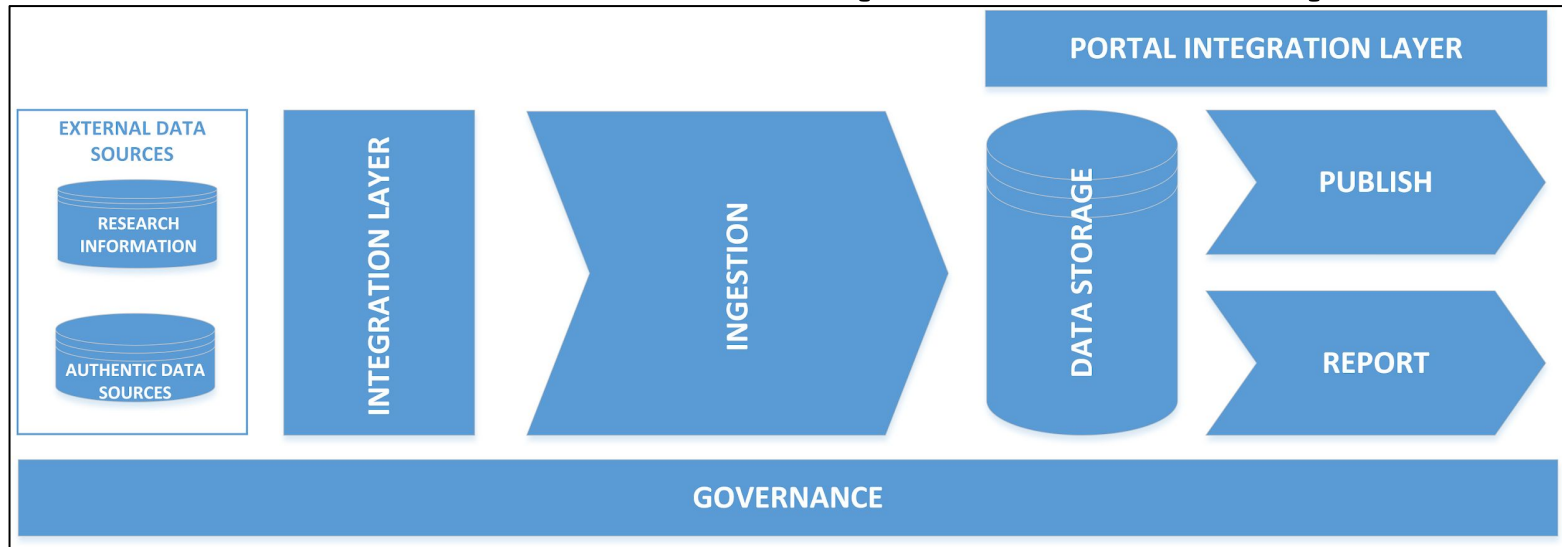 PORTAL INTEGRATION LAYER
EXTERNAL DATA
SOURCES
RESEARCH
INFORMATION
AUTHENTIC DATA
SOURCES
INTEGRATION LAYER
INGESTION
DATA STORAGE
PUBLISH
REPORT
GOVERNANCE